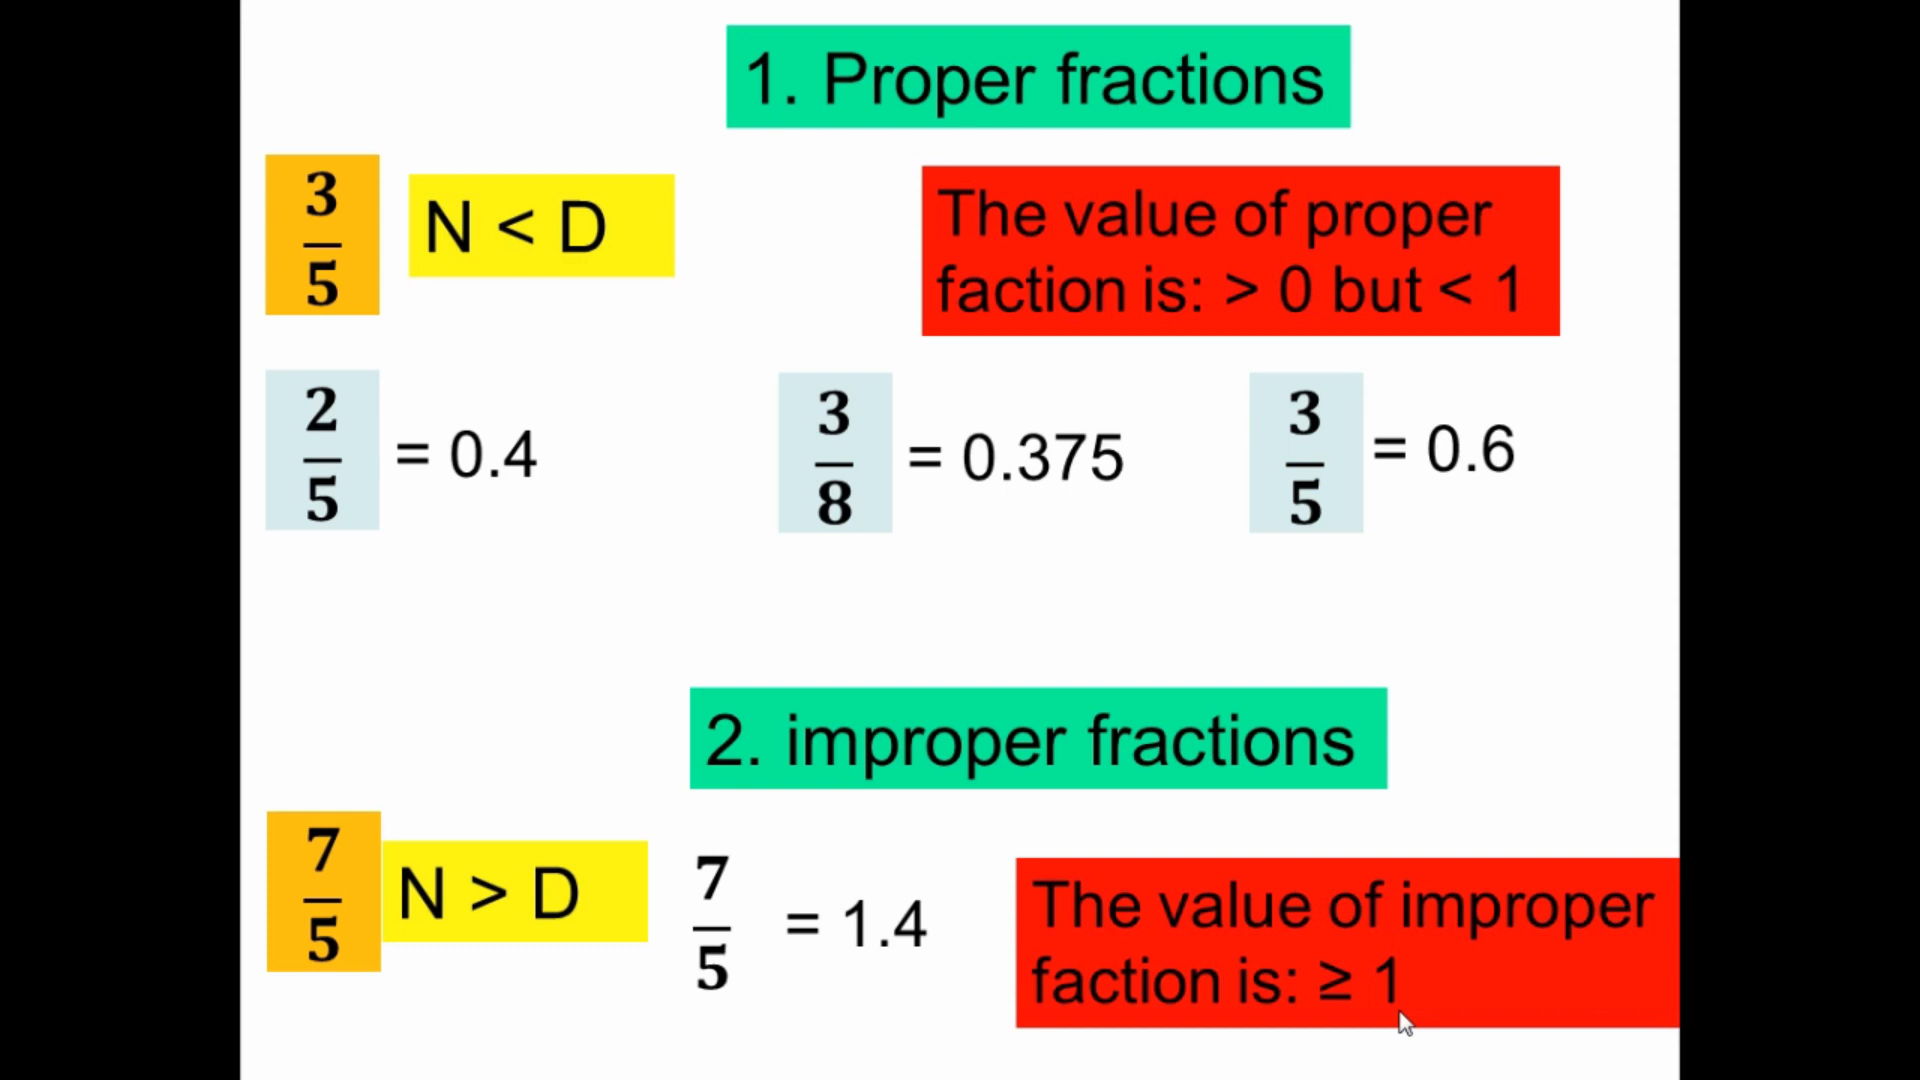 1. Proper fractions
3/5
N < D
The value of proper
faction is: > 0 but < 1
2/5 = 0.4
3/8 = 0.375
3/5 = 0.6
2. improper fractions
7/5
N > D
7/5 = 1.4
The value of improper
faction is: ≥ 1